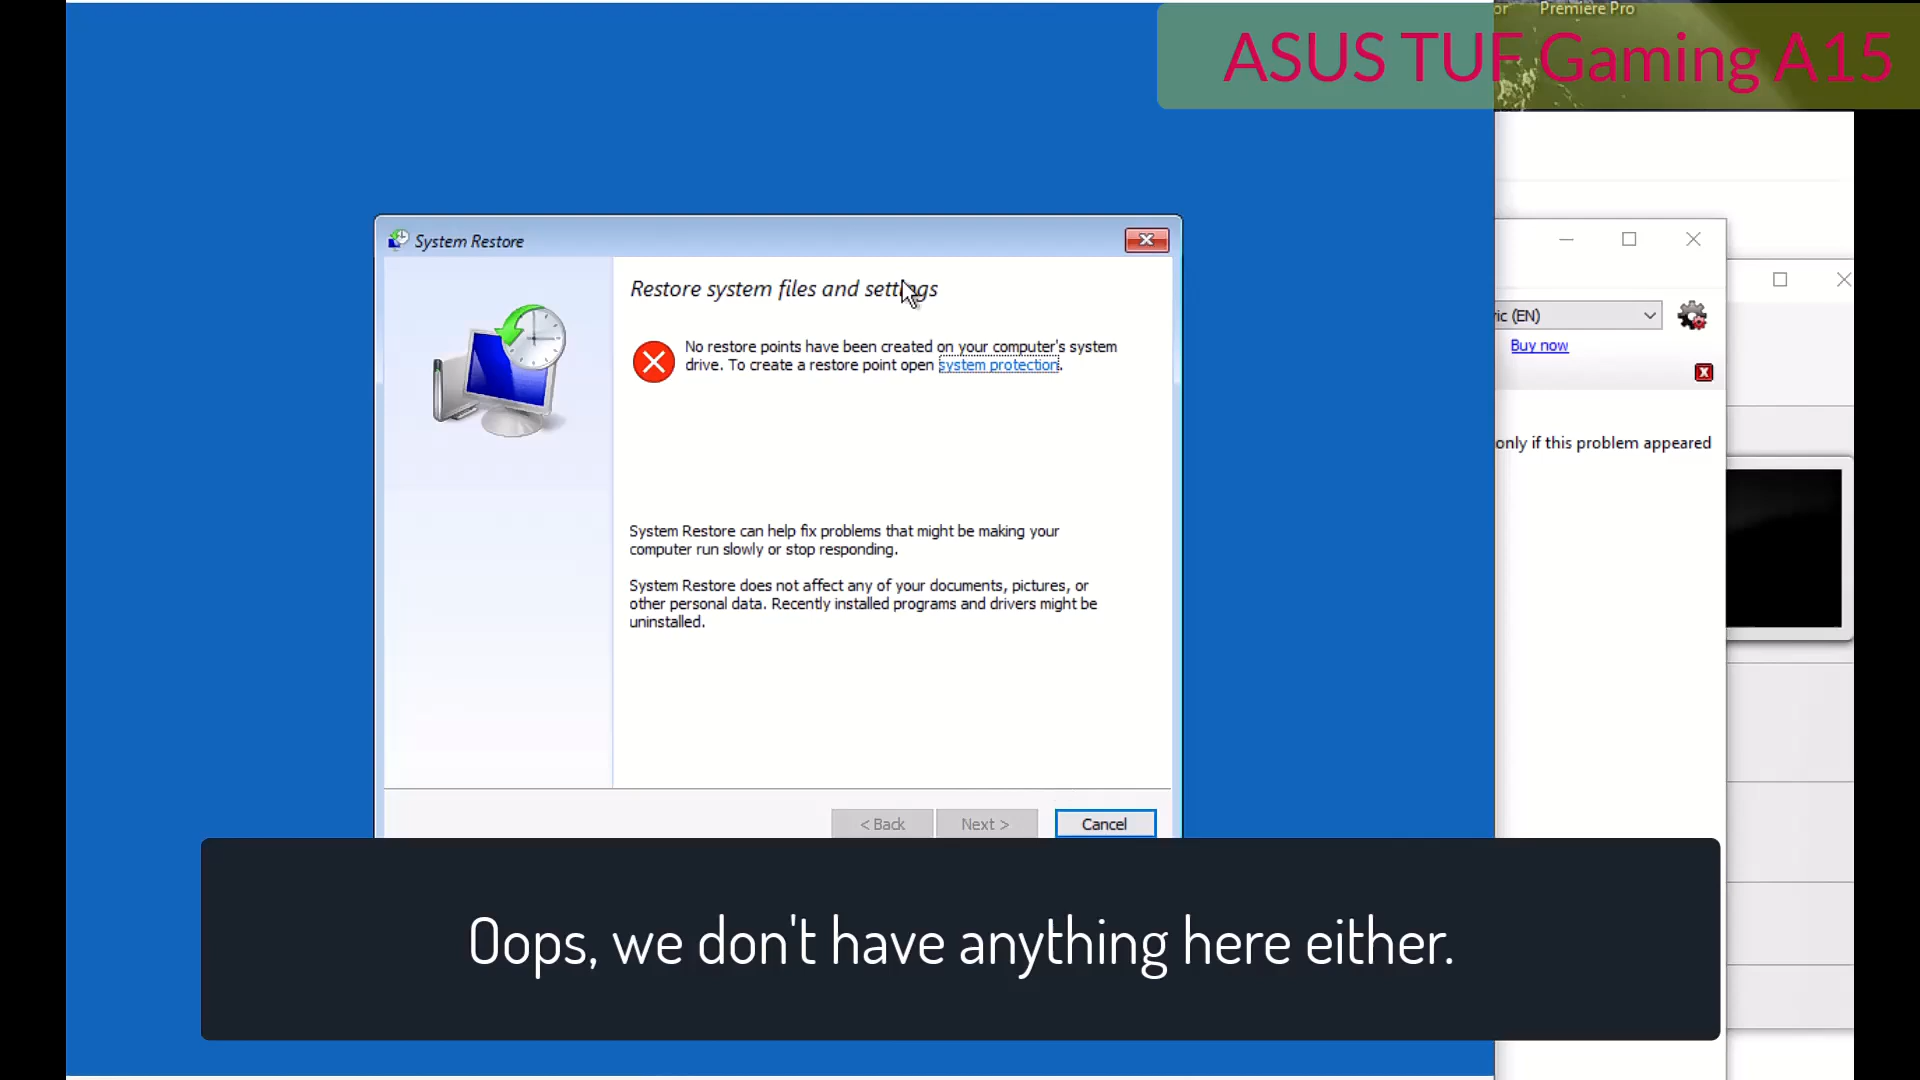 or Premiere Pro
ASUS TUF Gaming A15
System Restore
Restore system files and settings
No restore points have been created on your computer's system
drive. To create a restore point open system protection.
System Restore can help fix problems that might be making your
computer run slowly or stop responding.
System Restore does not affect any of your documents, pictures, or
other personal data. Recently installed programs and drivers might be
uninstalled.
< Back
Next >
Cancel
ric (EN)
Buy now
only if this problem appeared
Oops, we don't have anything here either.